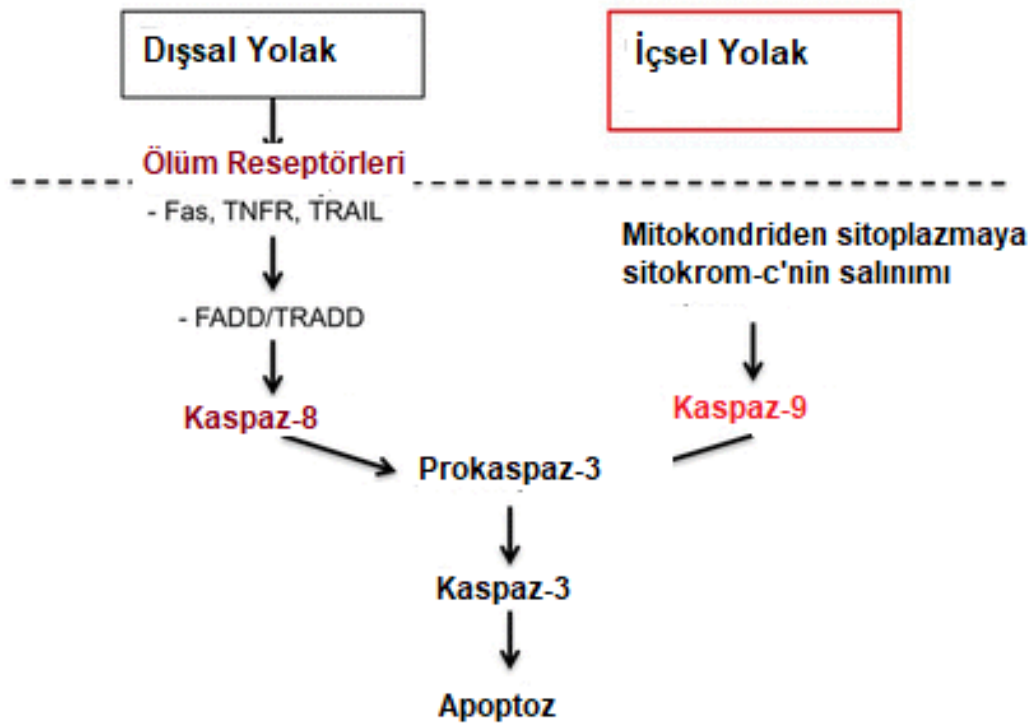 Dışsal Yolak
İçsel Yolak
Ölüm Reseptörleri
- Fas, TNFR, TRAIL
- FADD/TRADD
Kaspaz-8
Mitokondriden sitoplazmaya
sitokrom-c'nin salınımı
Kaspaz-9
Prokaspaz-3
Kaspaz-3
Apoptoz